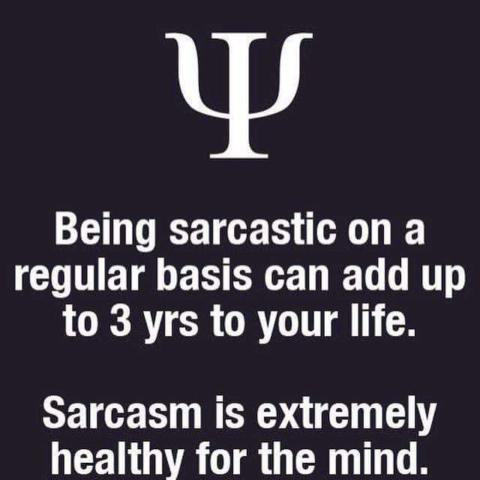 Ψ
Being sarcastic on a
regular basis can add up
to 3 yrs to your life.
Sarcasm is extremely
healthy for the mind.